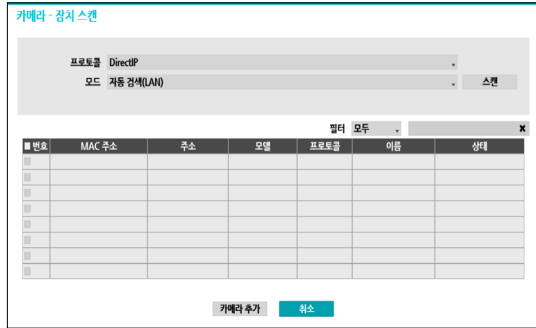 카메라 - 장치 스캔
프로토콜 DirectIP
모드 자동 검색(LAN) 스캔
필터 모두 ✖
번호 MAC 주소 주소 모델 프로토콜 이름 상태
카메라 추가 취소